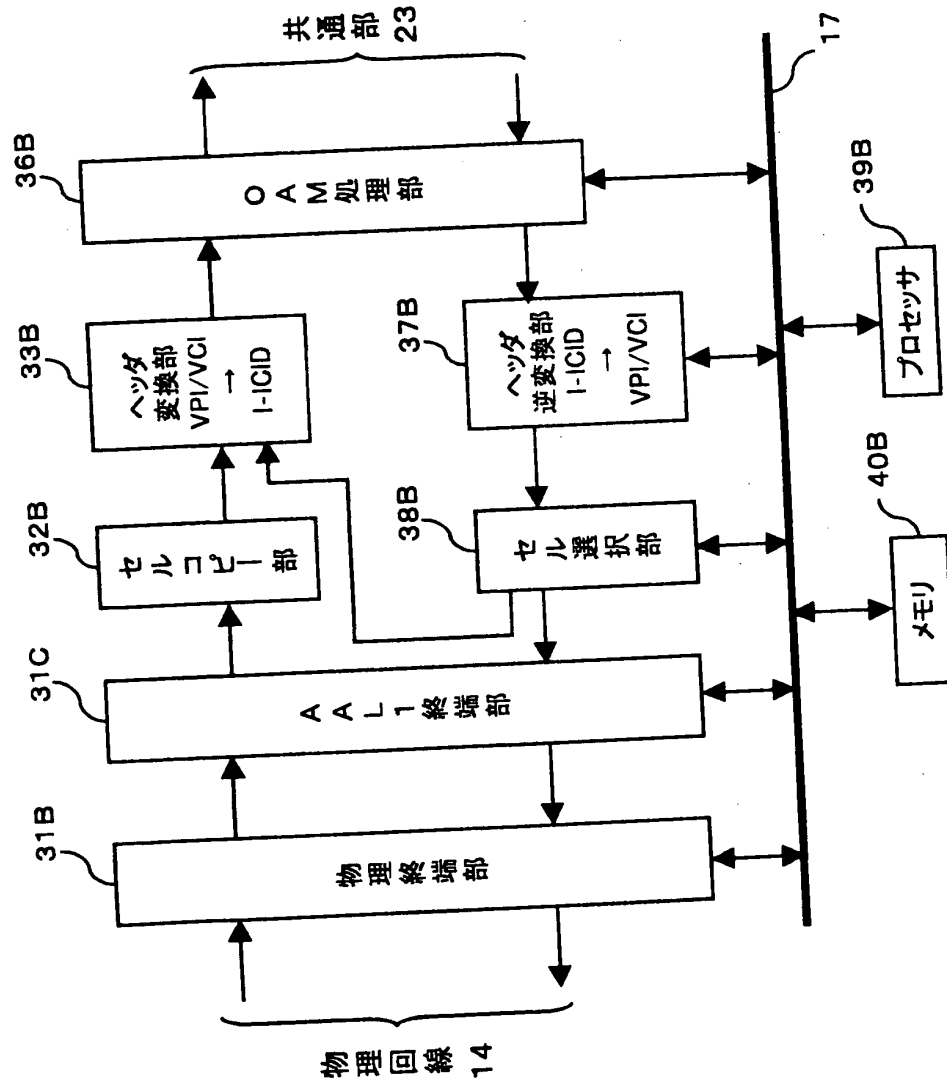 共通部
23
36B
OAM処理部
33B
ヘッダ
変換部
VPI/VCI
→
I-ICID
37B
ヘッダ
逆変換部
I-ICID
→
VPI/VCI
32B
セルコピー部
38B
セル選択部
31C
AAL1終端部
31B
物理終端部
物理回線
14
17
39B
プロセッサ
40B
メモリ